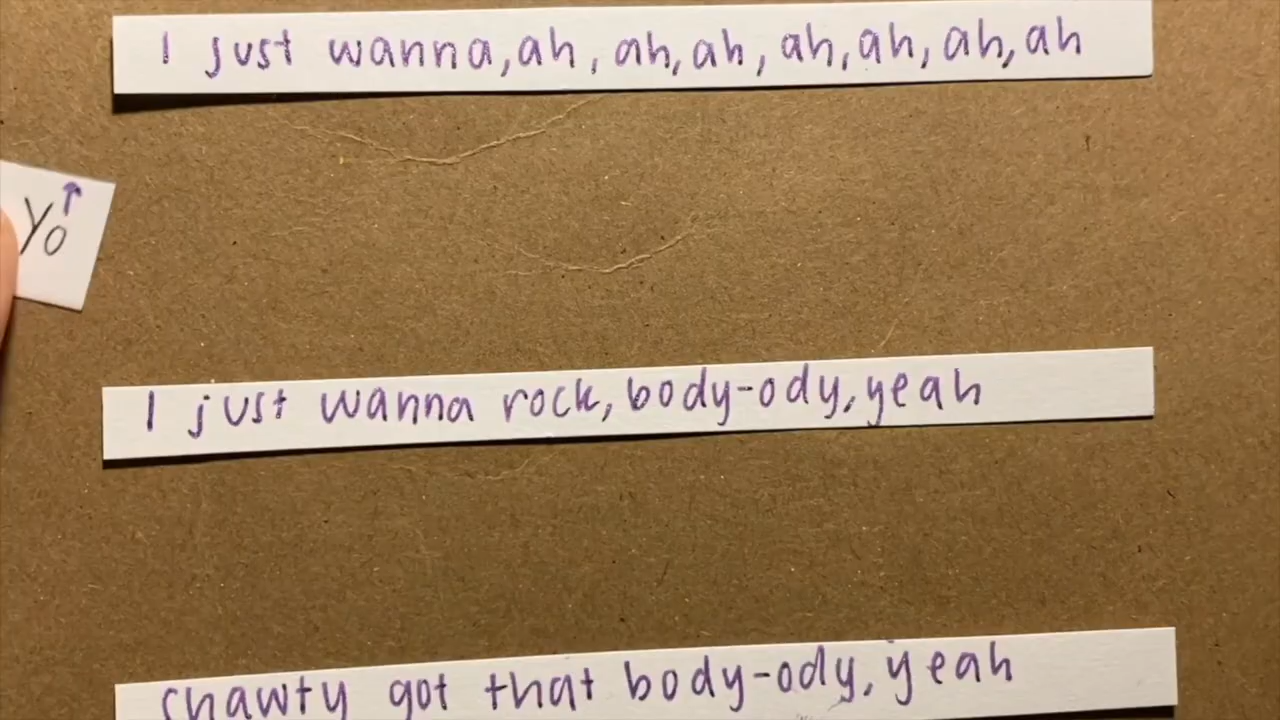 I just wanna, ah, ah, ah, ah, ah, ah, ah
Yo
I just wanna rock, body-ody, yeah
shawty got that body-ody, yeah